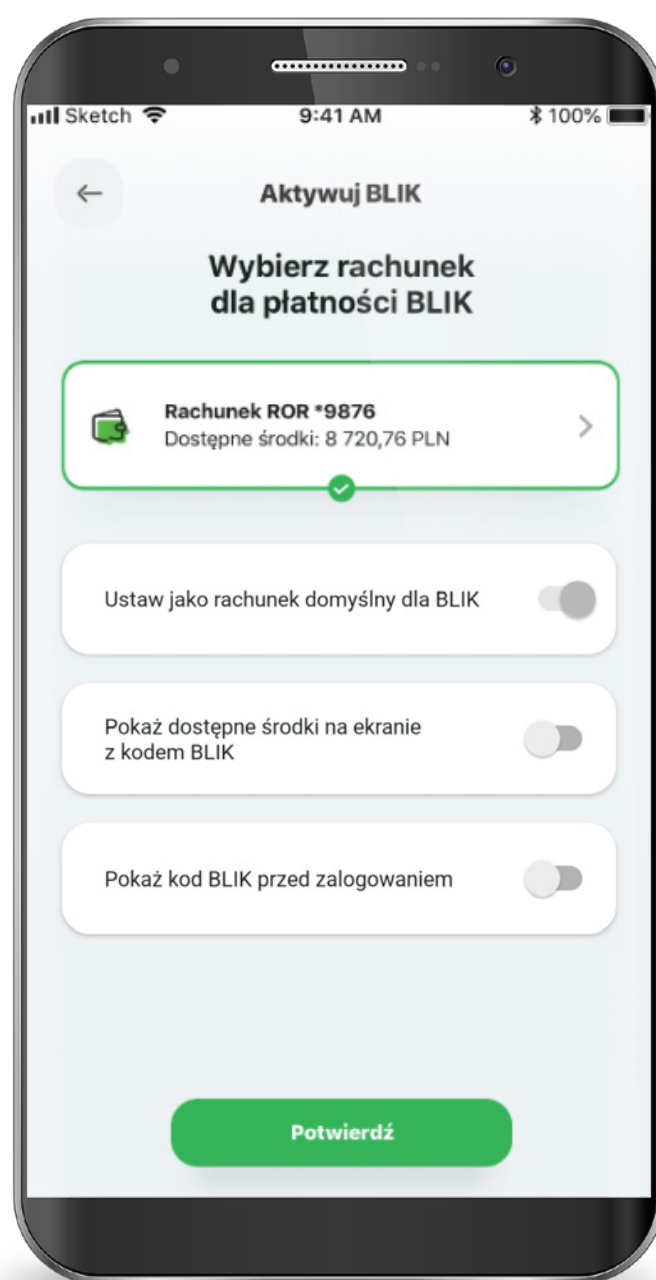 Sketch 9:41 AM 100%
Aktywuj BLIK
Wybierz rachunek
dla płatności BLIK
Rachunek ROR *9876
Dostępne środki: 8 720,76 PLN
Ustaw jako rachunek domyślny dla BLIK
Pokaż dostępne środki na ekranie
z kodem BLIK
Pokaż kod BLIK przed zalogowaniem
Potwierdź